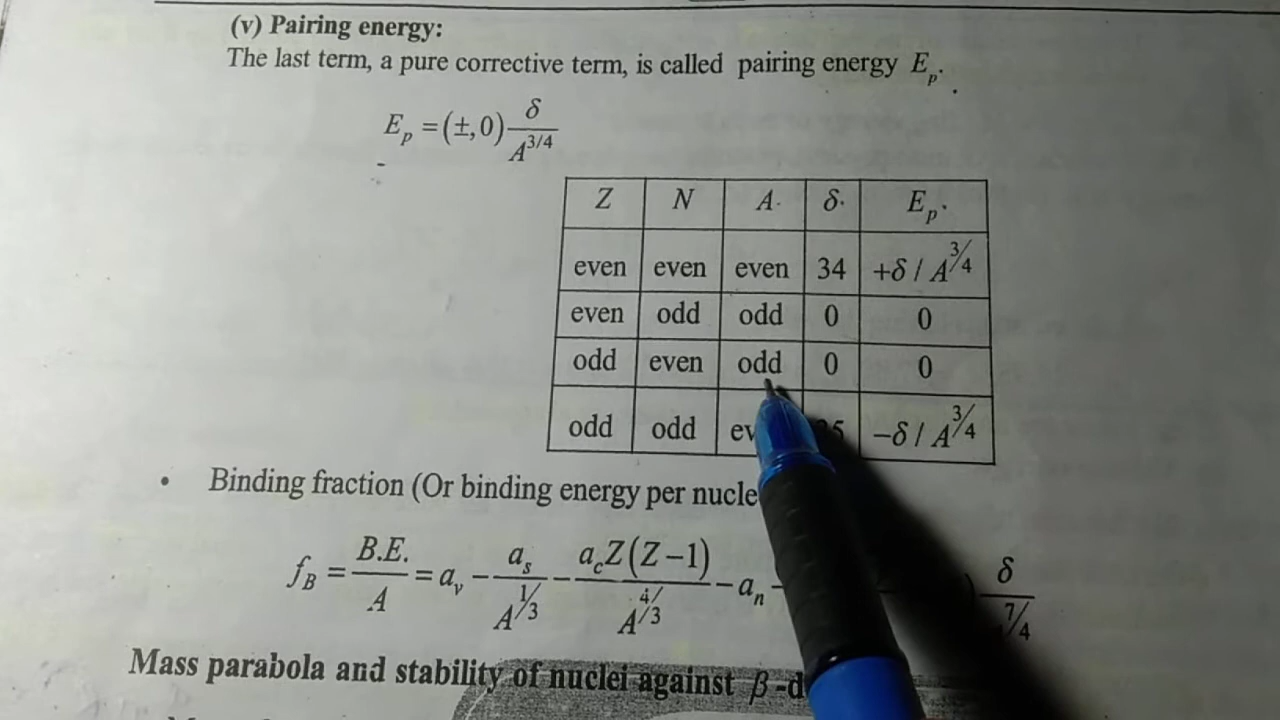 (v) Pairing energy:
The last term, a pure corrective term, is called pairing energy E_p.
E_p = (±,0) δ / A^{3/4}
Z N A δ E_p
even even even 34 +δ / A^{3/4}
even odd odd 0 0
odd even odd 0 0
odd odd −δ / A^{3/4}
• Binding fraction (Or binding energy per
f_B = B.E. / A = a_v − a_s / A^{1/3} − a_c Z(Z−1) / A^{4/3} − a_n δ
Mass parabola and stability of nuclei against β